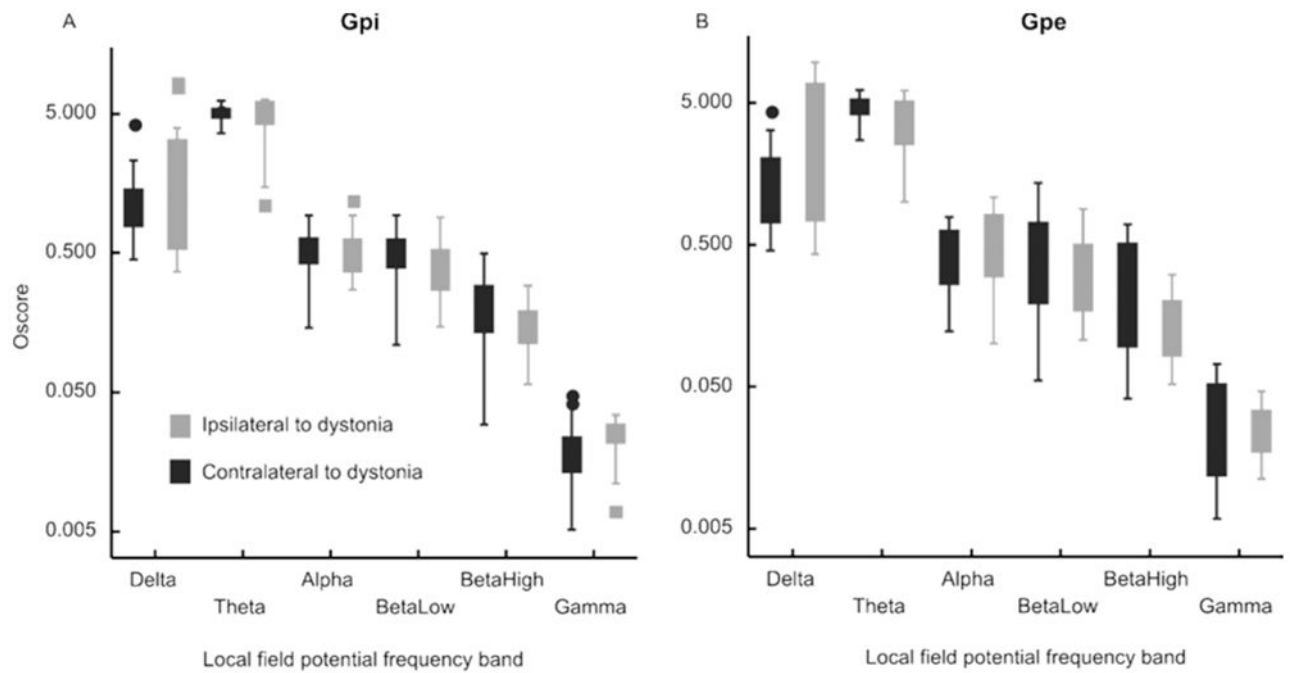 A
Gpi
5.000
0.500
0.050
0.005
Oscore
Ipsilateral to dystonia
Contralateral to dystonia
Delta
Alpha
BetaHigh
Theta
BetaLow
Gamma
Local field potential frequency band
B
Gpe
5.000
0.500
0.050
0.005
Delta
Alpha
BetaHigh
Theta
BetaLow
Gamma
Local field potential frequency band